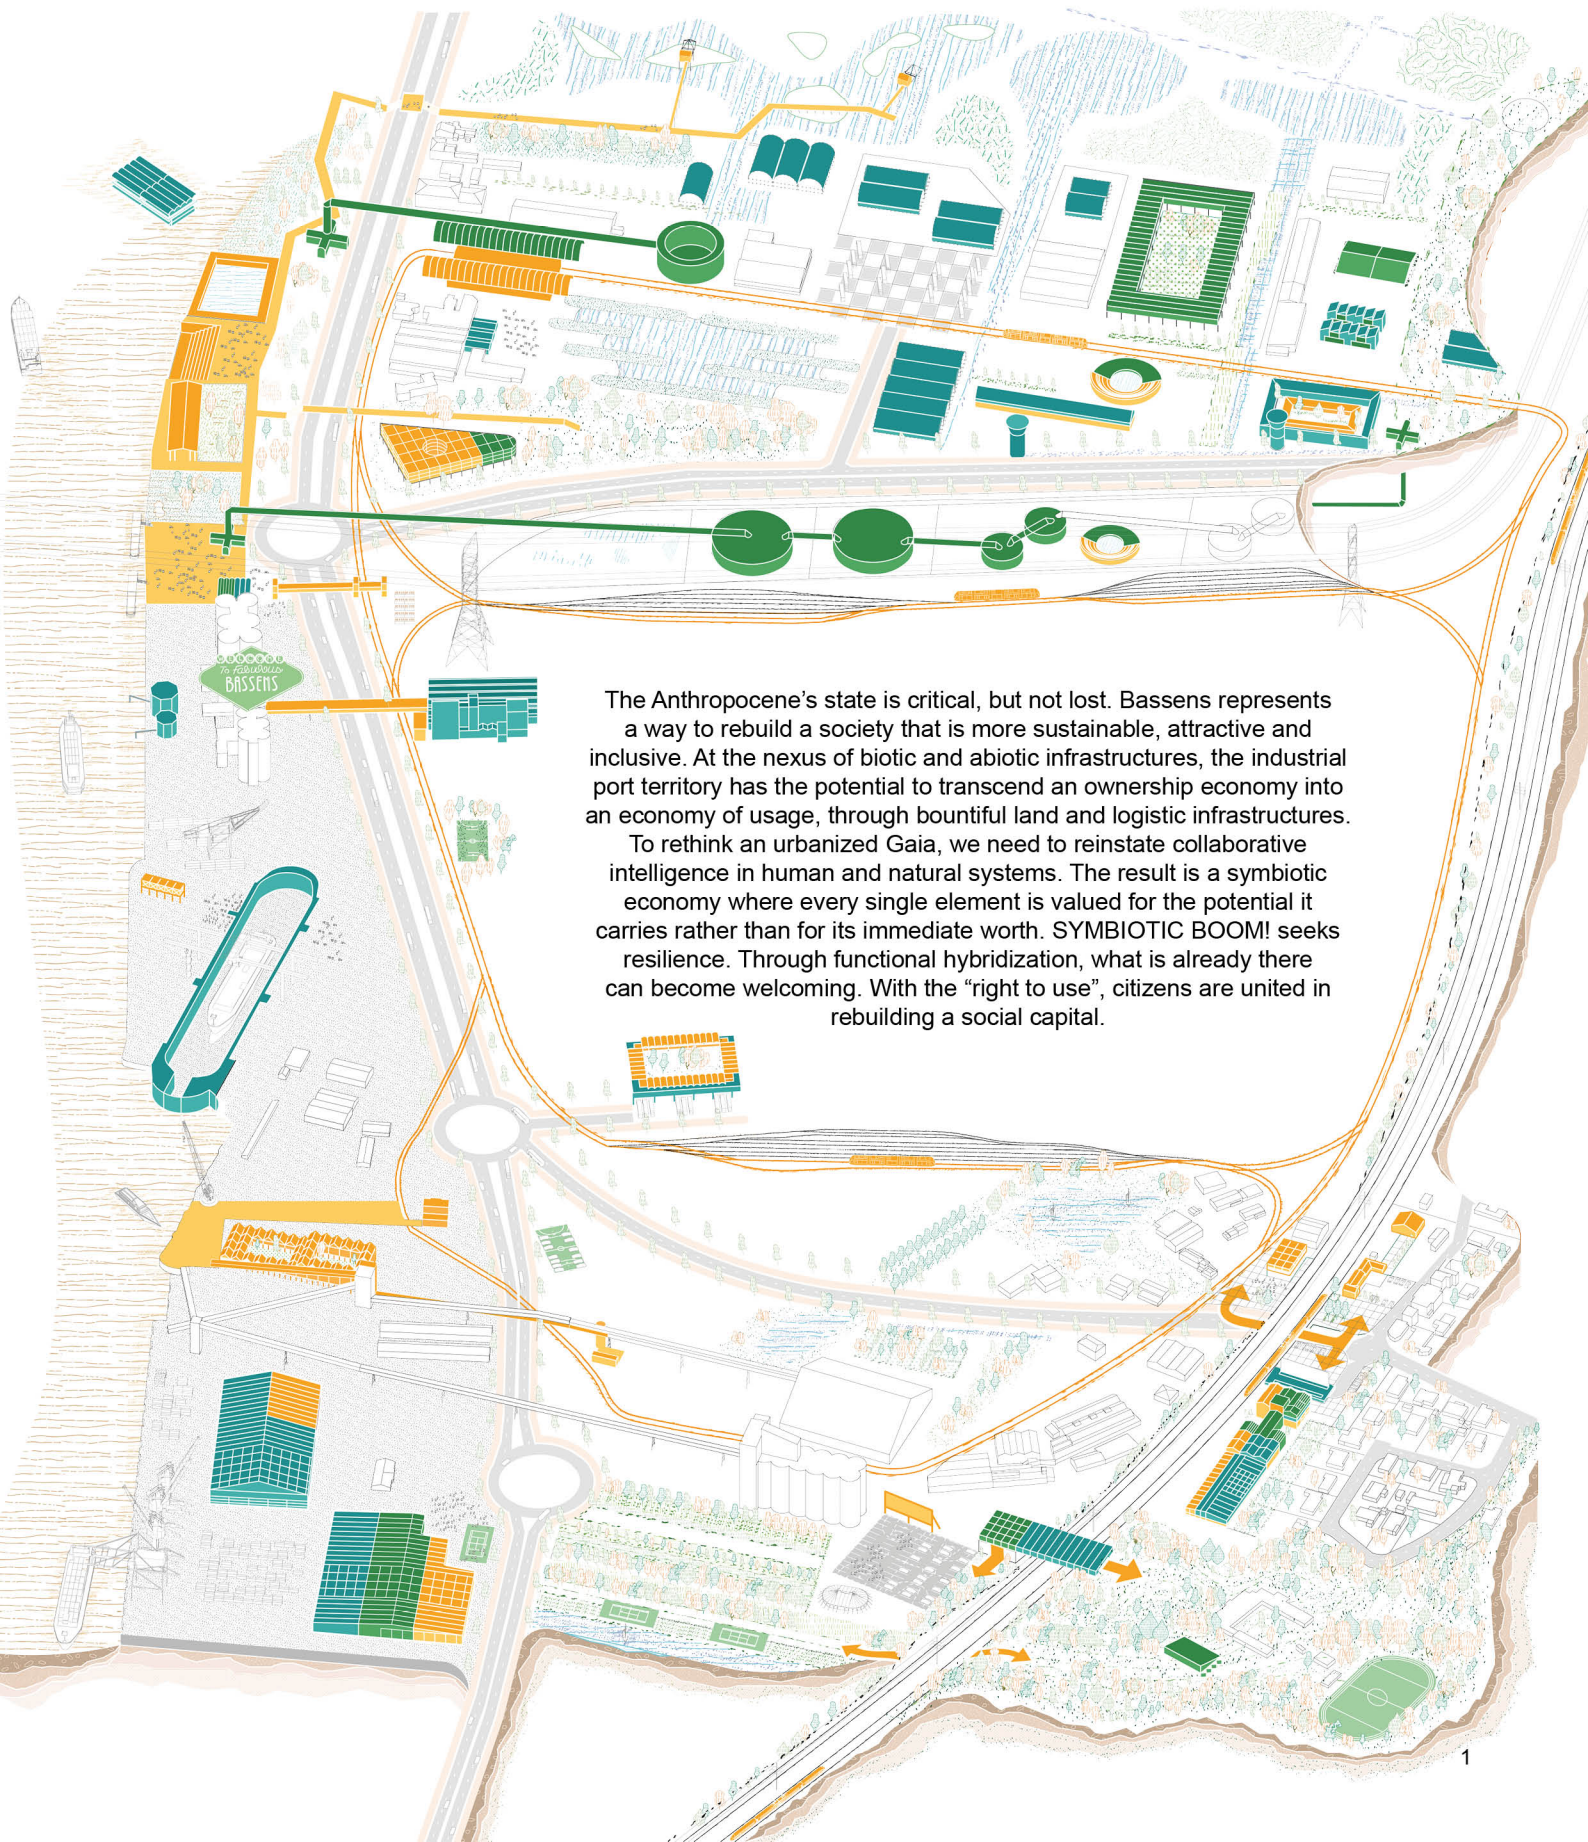 WELCOME
To Fabulous
BASSENS
The Anthropocene’s state is critical, but not lost. Bassens represents
a way to rebuild a society that is more sustainable, attractive and
inclusive. At the nexus of biotic and abiotic infrastructures, the industrial
port territory has the potential to transcend an ownership economy into
an economy of usage, through bountiful land and logistic infrastructures.
To rethink an urbanized Gaia, we need to reinstate collaborative
intelligence in human and natural systems. The result is a symbiotic
economy where every single element is valued for the potential it
carries rather than for its immediate worth. SYMBIOTIC BOOM! seeks
resilience. Through functional hybridization, what is already there
can become welcoming. With the “right to use”, citizens are united in
rebuilding a social capital.
1